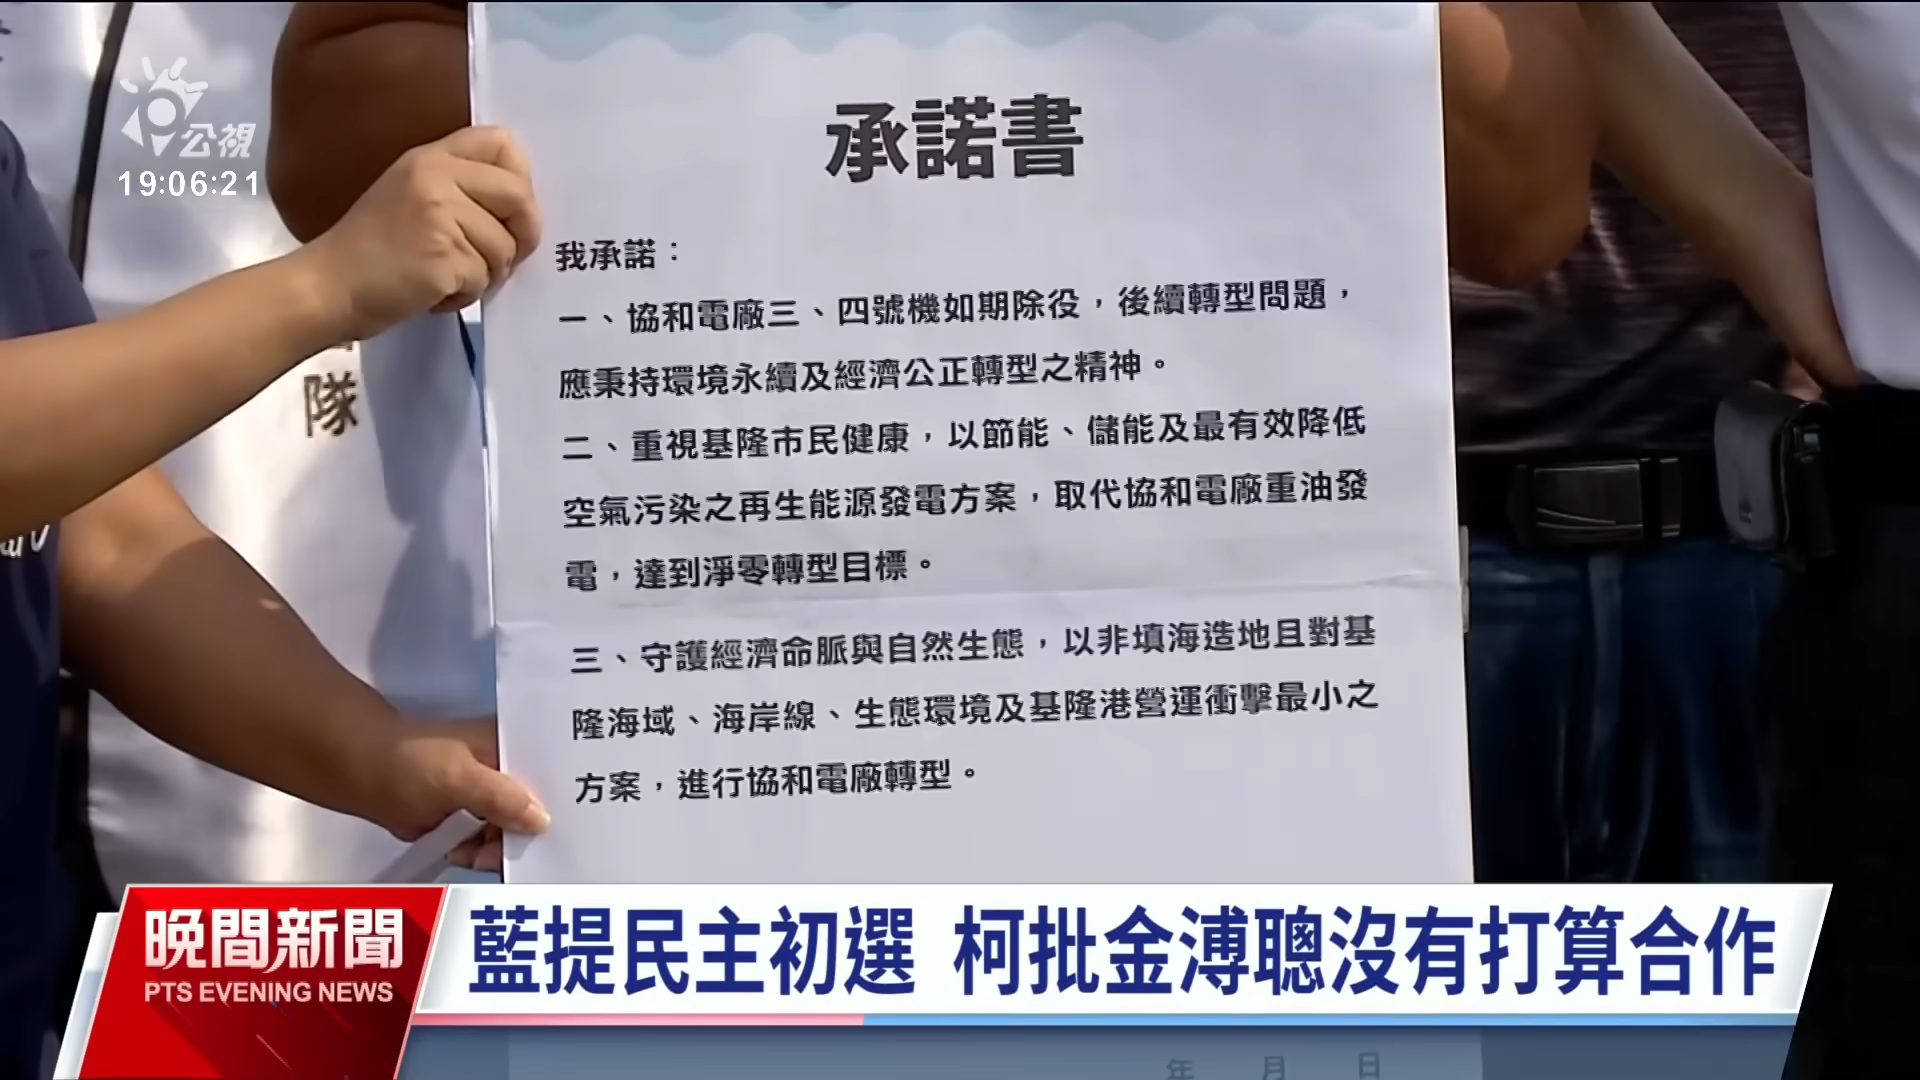 公視
19:06:21
承諾書
我承諾：
一、協和電廠三、四號機如期除役，後續轉型問題，
應秉持環境永續及經濟公正轉型之精神。
二、重視基隆市民健康，以節能、儲能及最有效降低
空氣污染之再生能源發電方案，取代協和電廠重油發
電，達到淨零轉型目標。
三、守護經濟命脈與自然生態，以非填海造地且對基
隆海域、海岸線、生態環境及基隆港營運衝擊最小之
方案，進行協和電廠轉型。
隊
晚間新聞
PTS EVENING NEWS
藍提民主初選 柯批金溥聰沒有打算合作
年 月 日